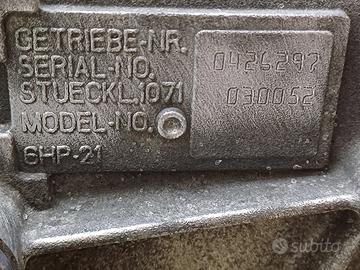 GETRIEBE-NR.
SERIAL-NO. 0426297
STUECKL.1071 030052
MODEL-NO.
6HP-21
subito